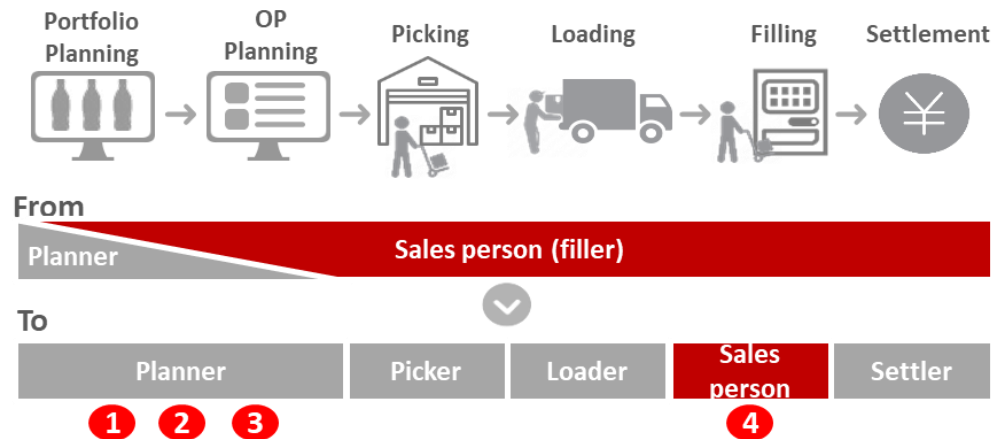 Portfolio
Planning
OP
Planning
Picking
Loading
Filling
Settlement
¥
From
Planner
Sales person (filler)
To
Planner
Picker
Loader
Sales
person
Settler
1
2
3
4